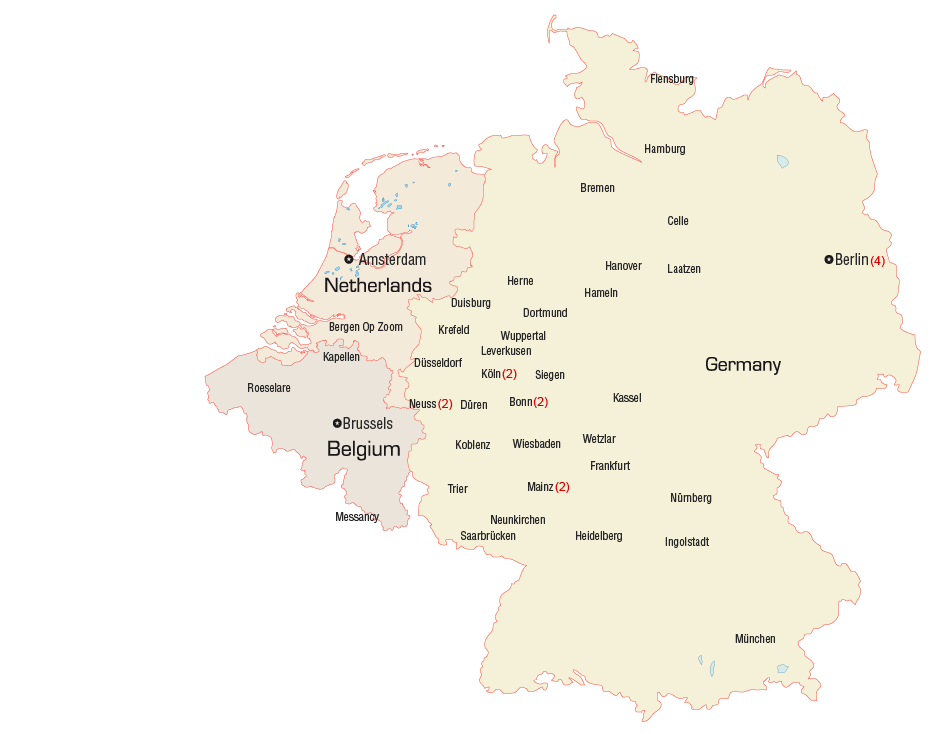 Flensburg
Hamburg
Bremen
Celle
Amsterdam
Berlin (4)
Hanover
Laatzen
Netherlands
Herne
Hameln
Duisburg
Dortmund
Bergen Op Zoom
Krefeld
Wuppertal
Leverkusen
Kapellen
Düsseldorf
Germany
Köln (2)
Siegen
Roeselare
Kassel
Neuss (2)
Düren
Bonn (2)
Brussels
Wetzlar
Koblenz
Wiesbaden
Belgium
Frankfurt
Trier
Mainz (2)
Nürnberg
Messancy
Neunkirchen
Saarbrücken
Heidelberg
Ingolstadt
München